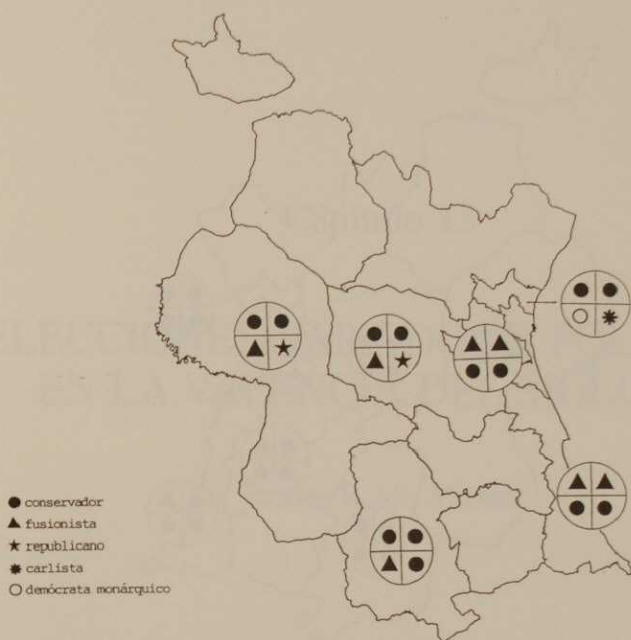 conservador
fusionista
republicano
carlista
demócrata monárquico